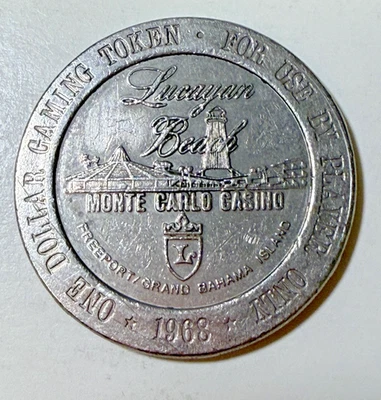 ONE DOLLAR GAMING TOKEN · FOR USE BY PLAYER ONLY
Lucayan
Beach
MONTE CARLO CASINO
L
FREEPORT/GRAND BAHAMA ISLAND
★ 1968 ★